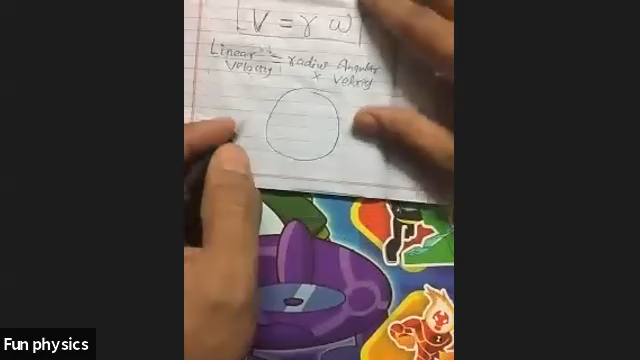 V = r ω
Linear = radius Angular
Velocity × Velocity
Fun physics